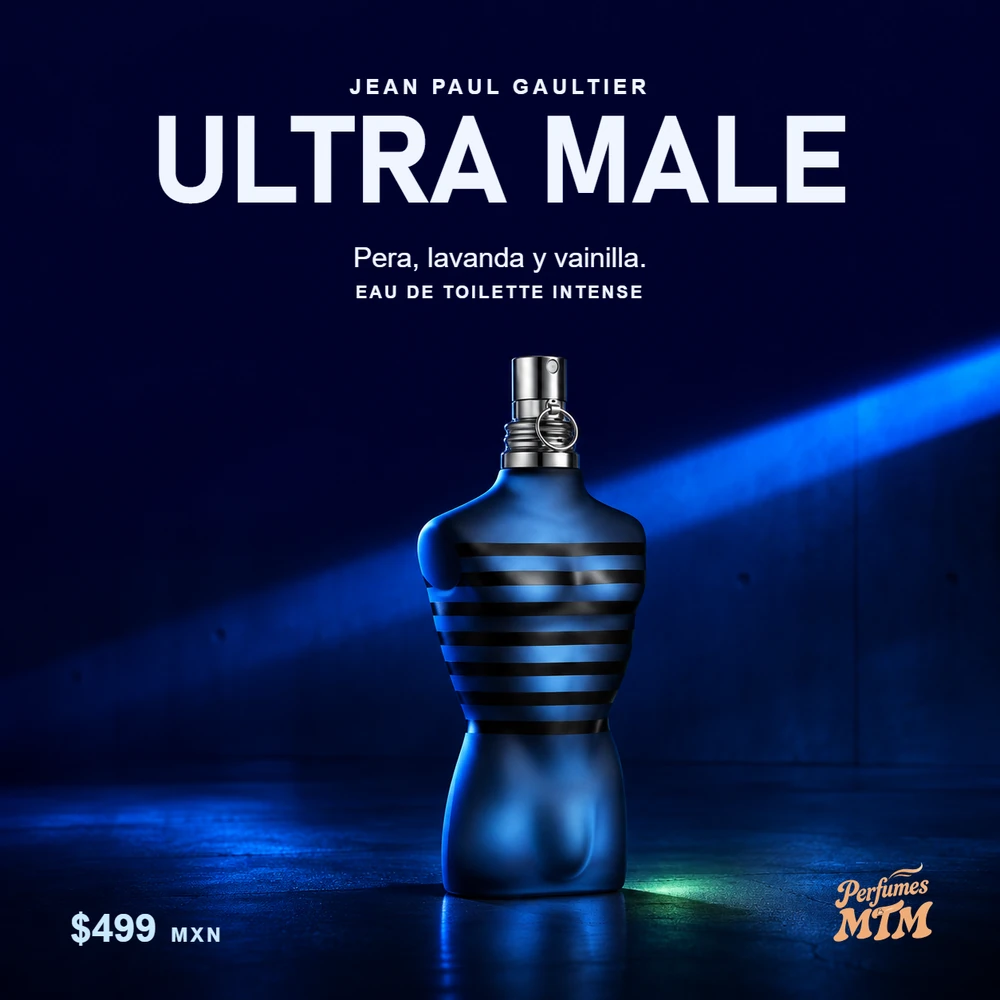 JEAN PAUL GAULTIER
ULTRA MALE
Pera, lavanda y vainilla.
EAU DE TOILETTE INTENSE
$499 MXN
Perfumes
MTM